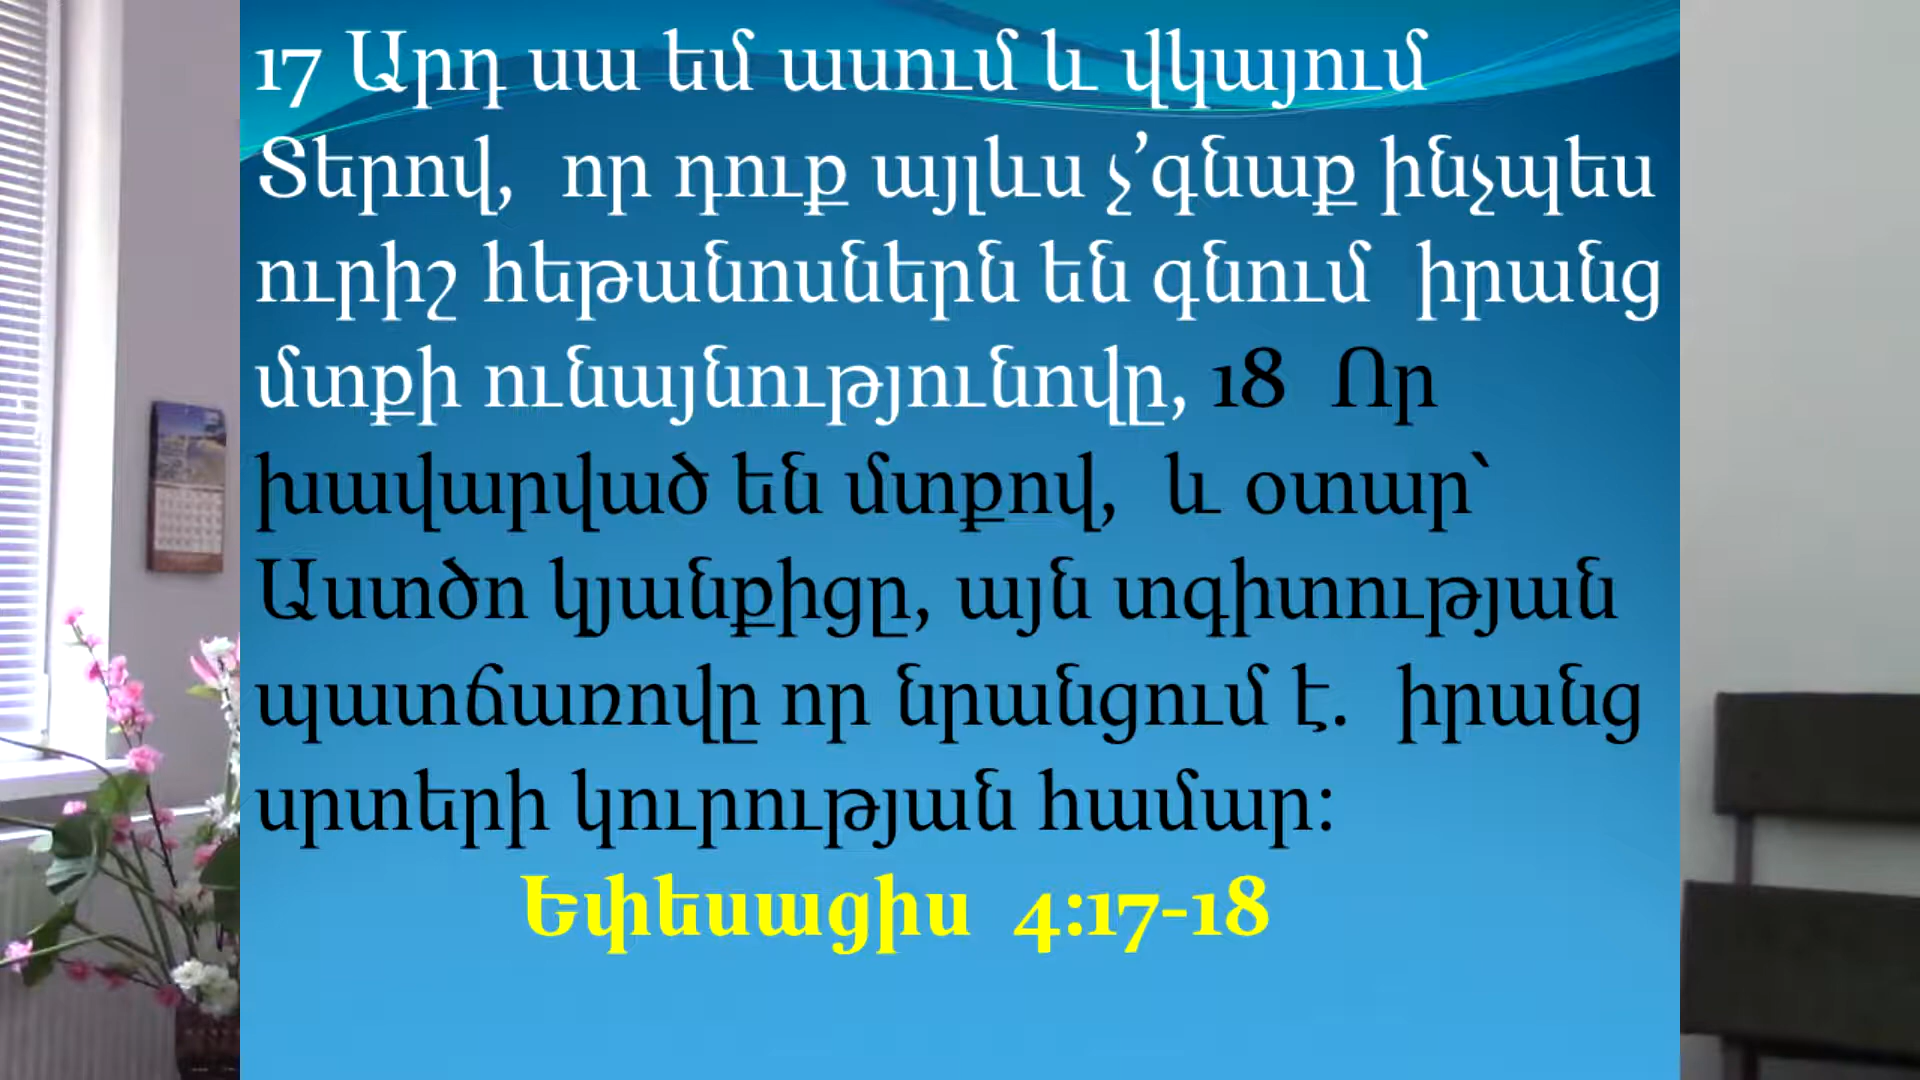 17 Արդ սա եմ ասում և վկայում
Տերով, որ դուք այլևս չ’գնաք ինչպես
ուրիշ հեթանոսներն են գնում իրանց
մտքի ունայնությունովը, 18 Որ
խավարված են մտքով, և օտար՝
Աստծո կյանքիցը, այն տգիտության
պատճառովը որ նրանցում է. իրանց
սրտերի կուրության համար:
Եփեսացիս 4:17-18